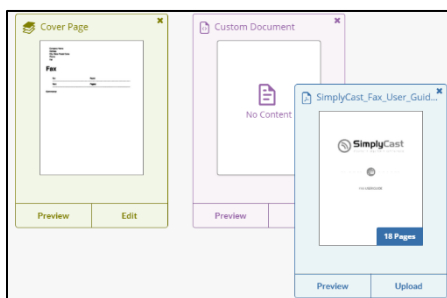 Cover Page
Fax
Preview
Edit
Custom Document
No Content
Preview
SimplyCast_Fax_User_Guid...
SimplyCast
18 Pages
Preview
Upload